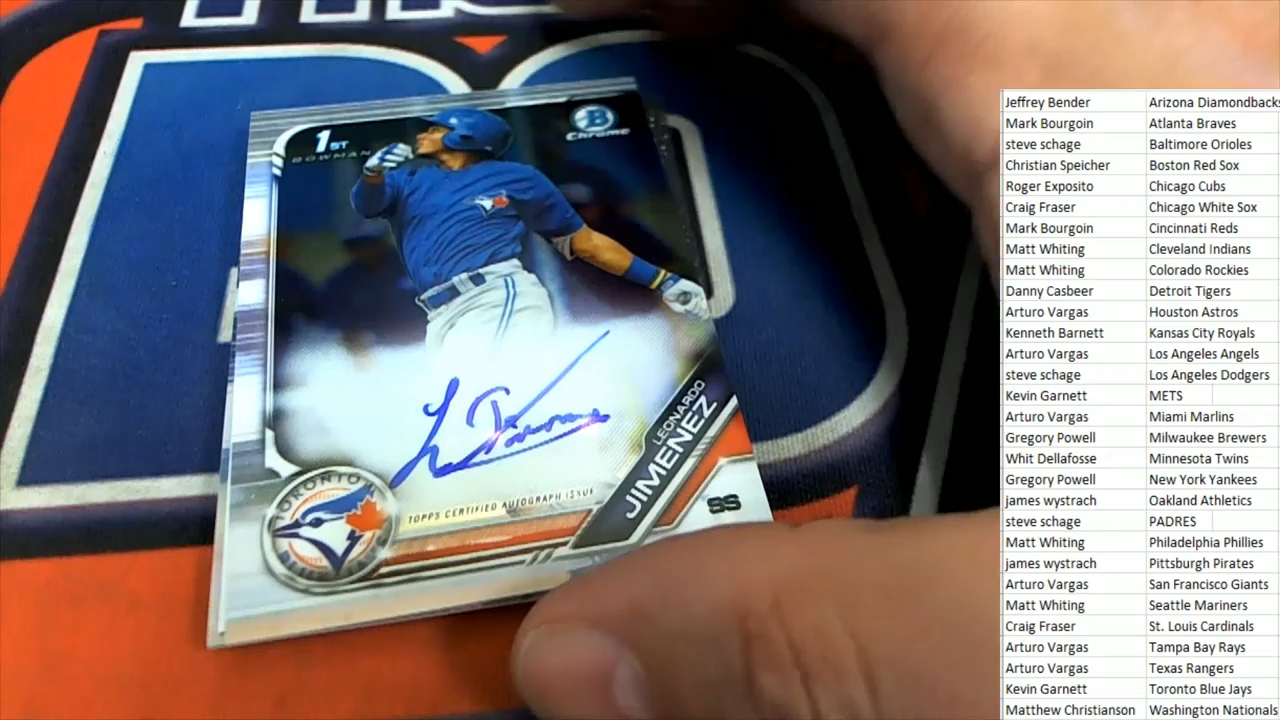 1ST
BOWMAN
B
Chrome
LEONARDO
JIMENEZ
SS
TOPPS CERTIFIED AUTOGRAPH ISSUE
TORONTO
BLUE JAYS
Jeffrey Bender Arizona Diamondbacks
Mark Bourgoin Atlanta Braves
steve schage Baltimore Orioles
Christian Speicher Boston Red Sox
Roger Exposito Chicago Cubs
Craig Fraser Chicago White Sox
Mark Bourgoin Cincinnati Reds
Matt Whiting Cleveland Indians
Matt Whiting Colorado Rockies
Danny Casbeer Detroit Tigers
Arturo Vargas Houston Astros
Kenneth Barnett Kansas City Royals
Arturo Vargas Los Angeles Angels
steve schage Los Angeles Dodgers
Kevin Garnett METS
Arturo Vargas Miami Marlins
Gregory Powell Milwaukee Brewers
Whit Dellafosse Minnesota Twins
Gregory Powell New York Yankees
james wystrach Oakland Athletics
steve schage PADRES
Matt Whiting Philadelphia Phillies
james wystrach Pittsburgh Pirates
Arturo Vargas San Francisco Giants
Matt Whiting Seattle Mariners
Craig Fraser St. Louis Cardinals
Arturo Vargas Tampa Bay Rays
Arturo Vargas Texas Rangers
Kevin Garnett Toronto Blue Jays
Matthew Christianson Washington Nationals